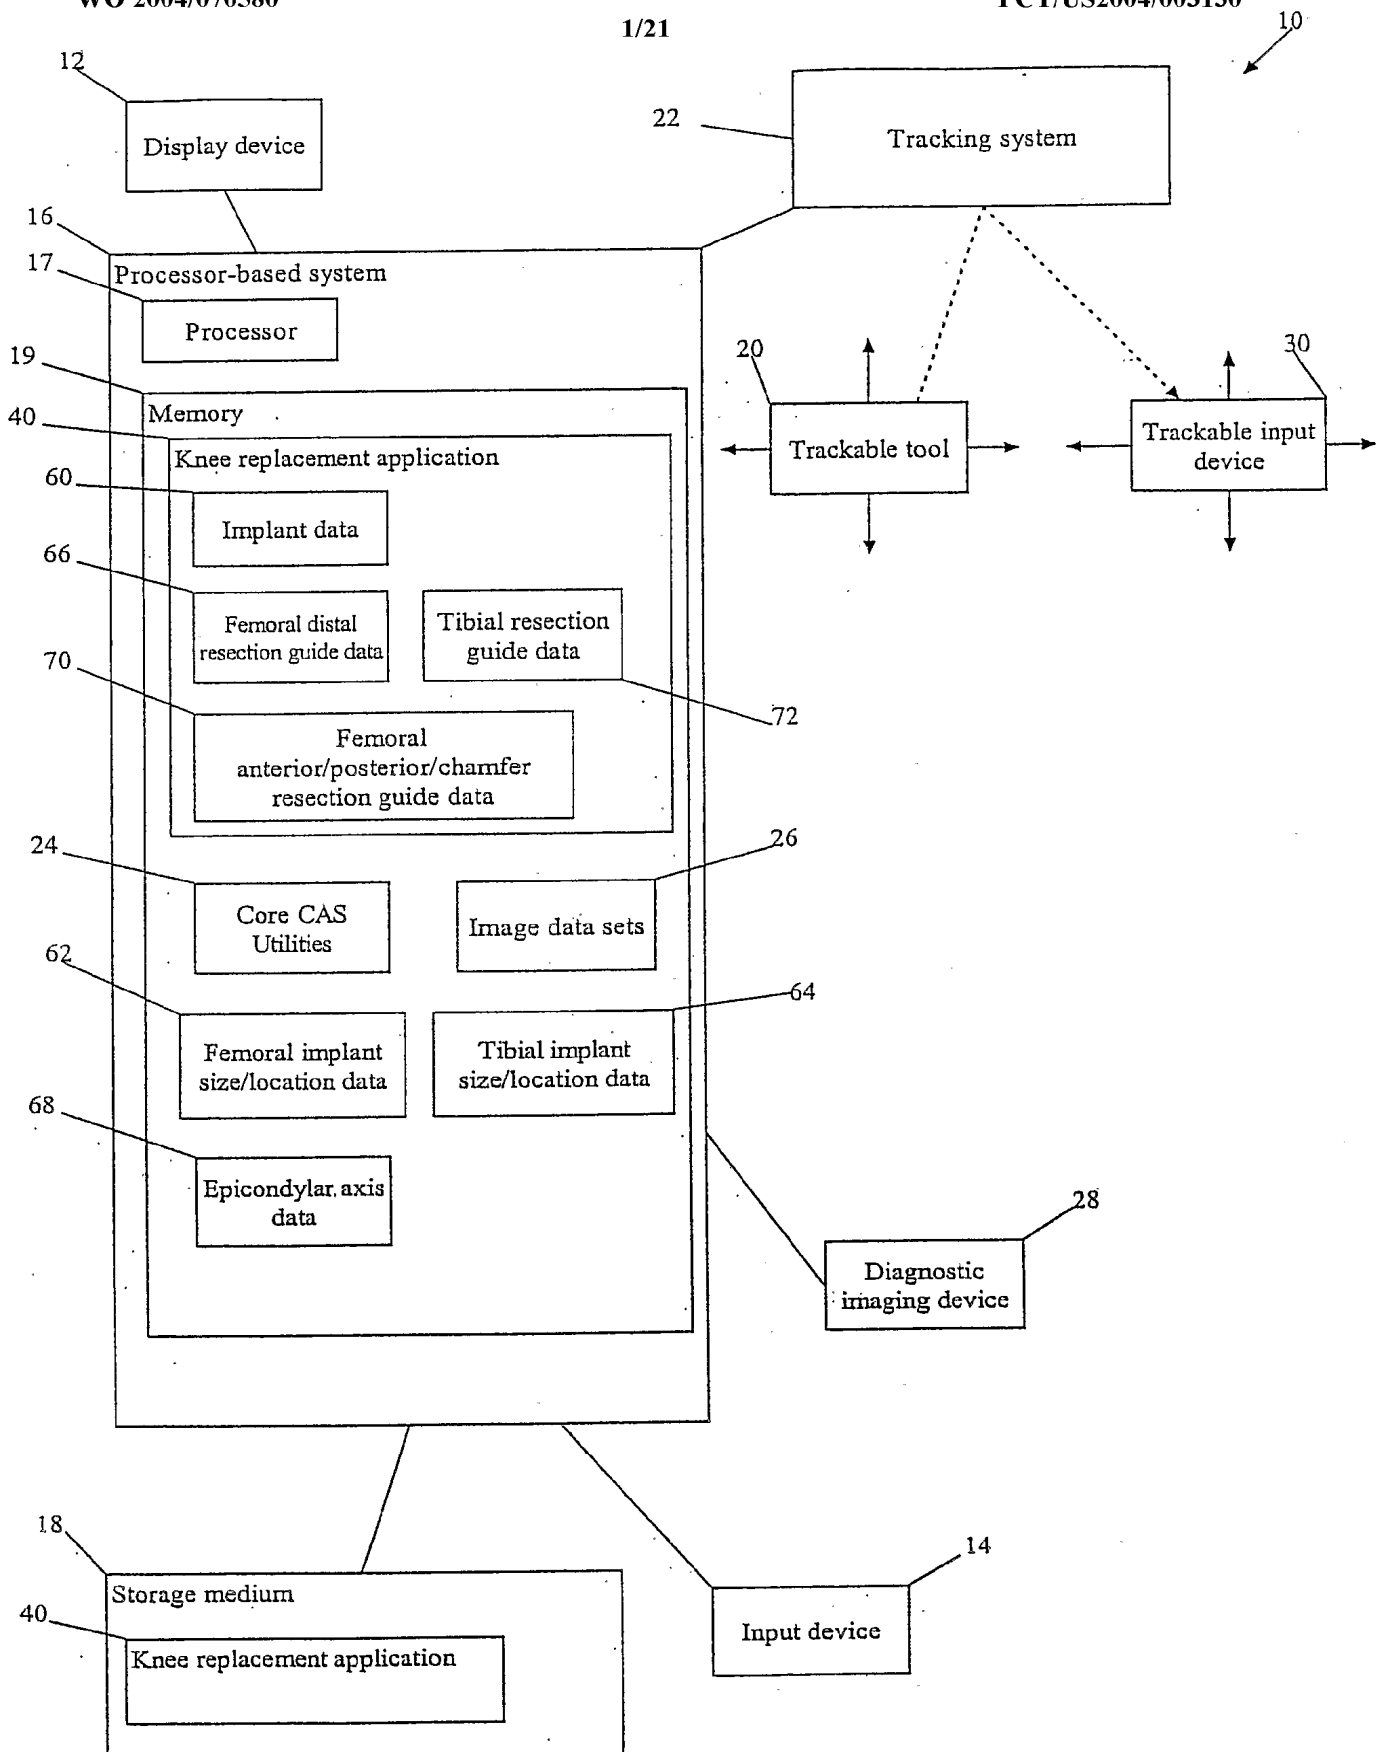 1/21
10
12
Display device
22
Tracking system
16
Processor-based system
17
Processor
19
Memory
40
Knee replacement application
60
Implant data
66
Femoral distal
resection guide data
Tibial resection
guide data
72
70
Femoral
anterior/posterior/chamfer
resection guide data
20
Trackable tool
30
Trackable input
device
24
Core CAS
Utilities
26
Image data sets
62
Femoral implant
size/location data
64
Tibial implant
size/location data
68
Epicondylar axis
data
28
Diagnostic
imaging device
18
Storage medium
40
Knee replacement application
14
Input device